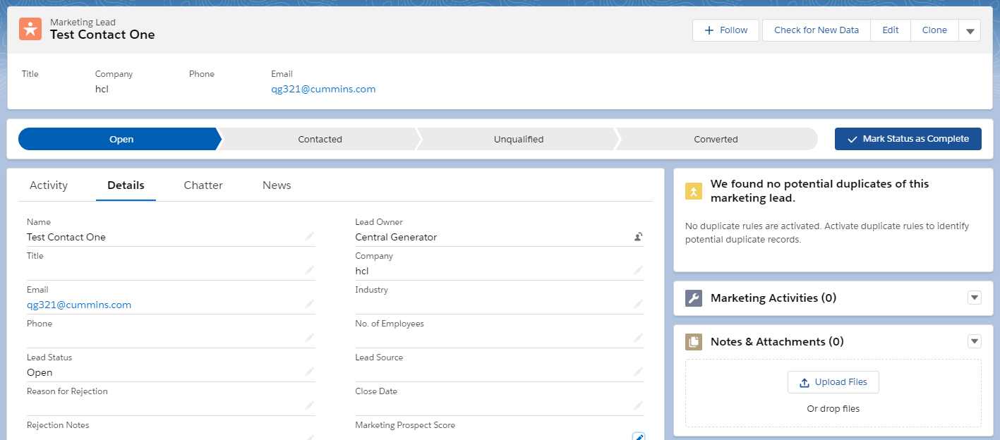 Marketing Lead
Test Contact One
Follow
Check for New Data
Edit
Clone
Title
Company
Phone
Email
hcl
qg321@cummins.com
Open
Contacted
Unqualified
Converted
Mark Status as Complete
Activity
Details
Chatter
News
Name
Test Contact One
Lead Owner
Central Generator
Title
Company
hcl
Email
qg321@cummins.com
Industry
Phone
No. of Employees
Lead Status
Open
Lead Source
Reason for Rejection
Close Date
Rejection Notes
Marketing Prospect Score
We found no potential duplicates of this
marketing lead.
No duplicate rules are activated. Activate duplicate rules to identify
potential duplicate records.
Marketing Activities (0)
Notes & Attachments (0)
Upload Files
Or drop files